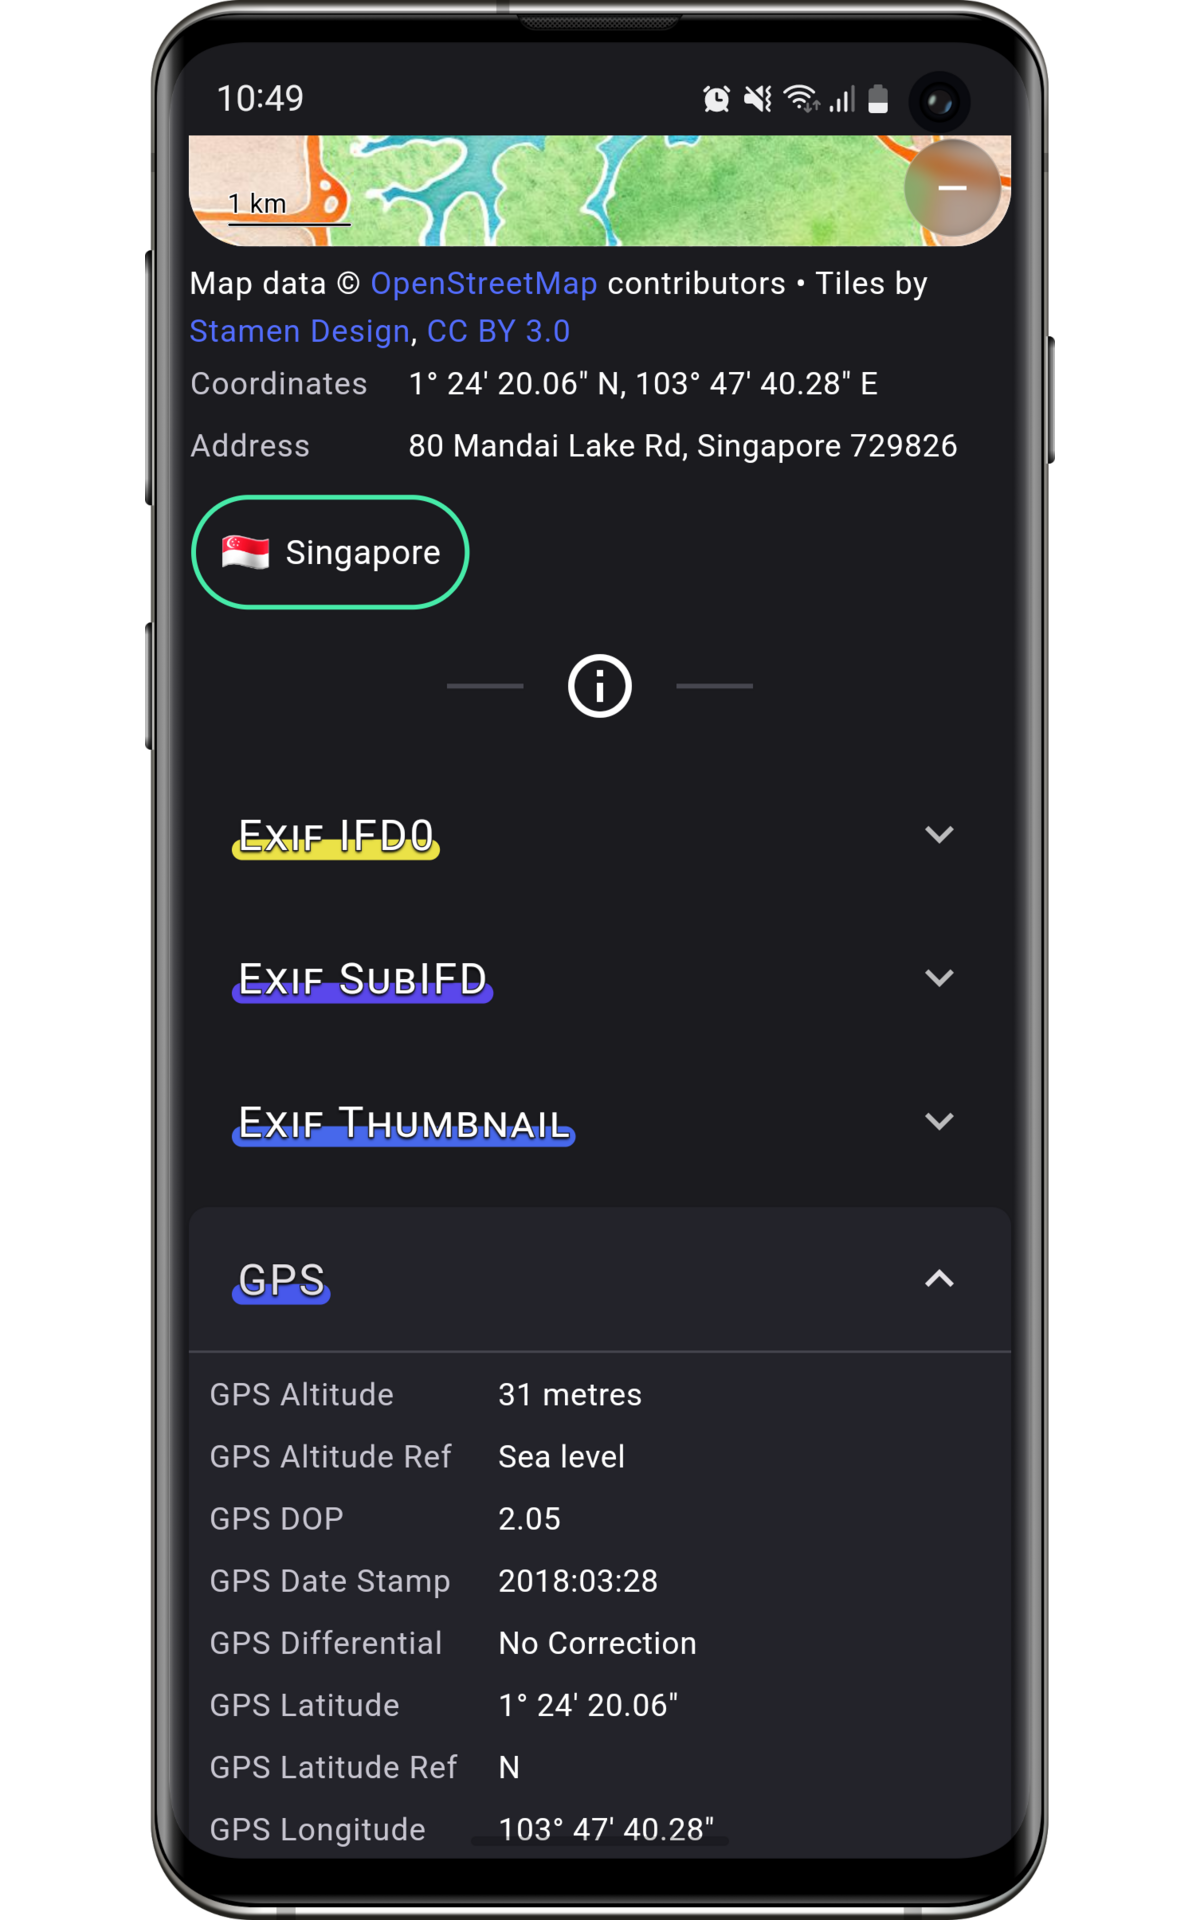 10:49
1 km
Map data © OpenStreetMap contributors • Tiles by
Stamen Design, CC BY 3.0
Coordinates 1° 24' 20.06" N, 103° 47' 40.28" E
Address 80 Mandai Lake Rd, Singapore 729826
Singapore
Exif IFD0
Exif SubIFD
Exif Thumbnail
GPS
GPS Altitude 31 metres
GPS Altitude Ref Sea level
GPS DOP 2.05
GPS Date Stamp 2018:03:28
GPS Differential No Correction
GPS Latitude 1° 24' 20.06"
GPS Latitude Ref N
GPS Longitude 103° 47' 40.28"